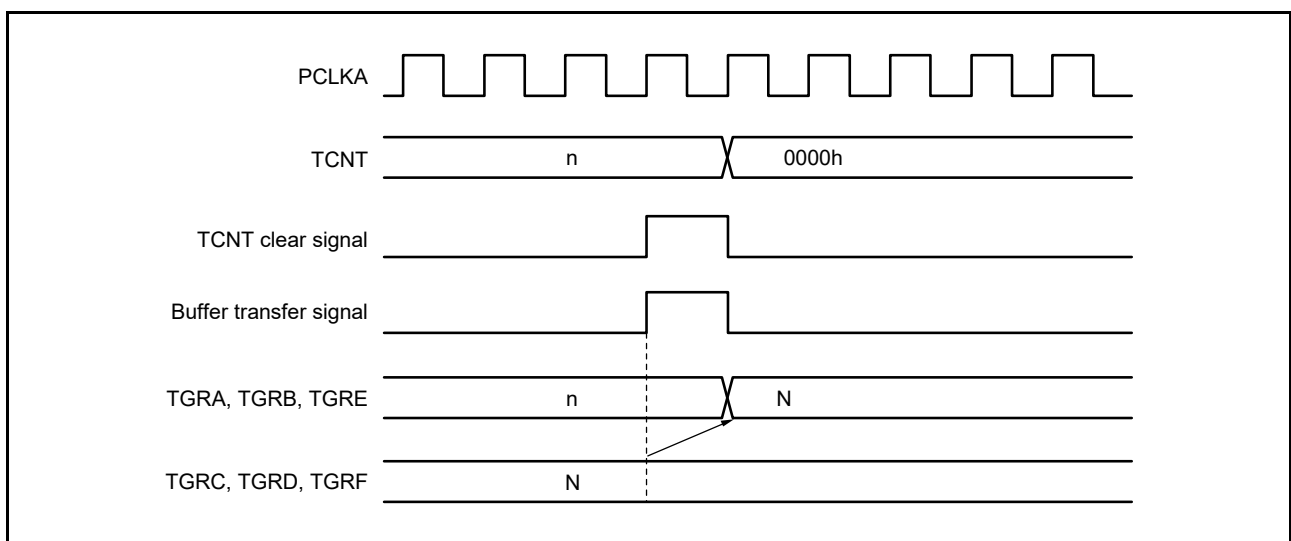 PCLKA
TCNT n 0000h
TCNT clear signal
Buffer transfer signal
TGRA, TGRB, TGRE n N
TGRC, TGRD, TGRF N